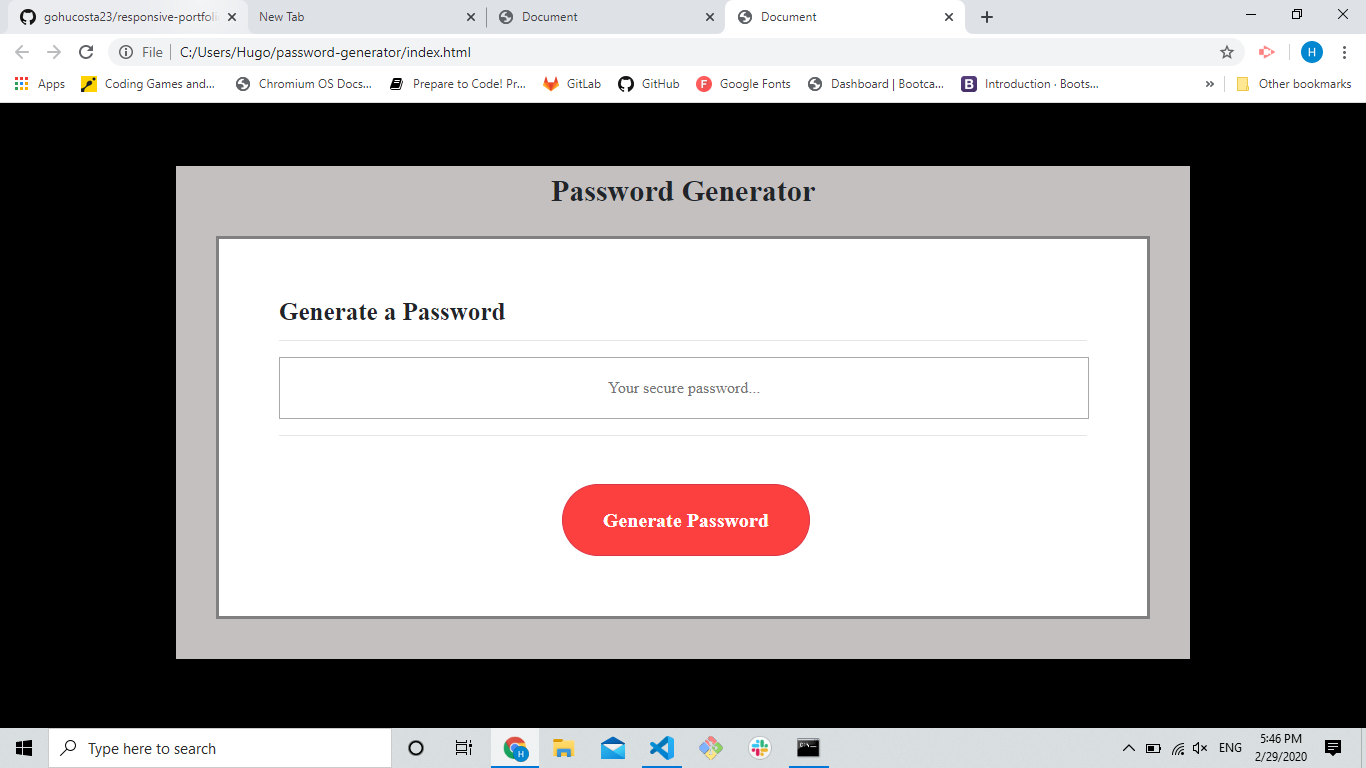 gohucosta23/responsive-portfoli
New Tab
Document
Document
File
C:/Users/Hugo/password-generator/index.html
H
Apps
Coding Games and...
Chromium OS Docs...
Prepare to Code! Pr...
GitLab
GitHub
F
Google Fonts
Dashboard | Bootca...
B
Introduction · Boots...
»
Other bookmarks
Password Generator
Generate a Password
Your secure password...
Generate Password
Type here to search
H
ENG
5:46 PM
2/29/2020